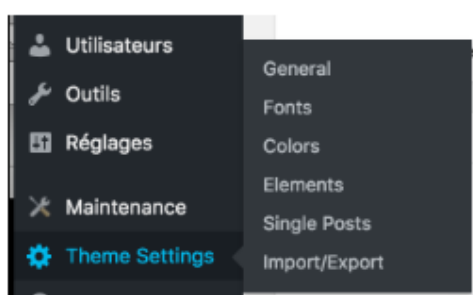 Utilisateurs
Outils
Réglages
Maintenance
Theme Settings
General
Fonts
Colors
Elements
Single Posts
Import/Export